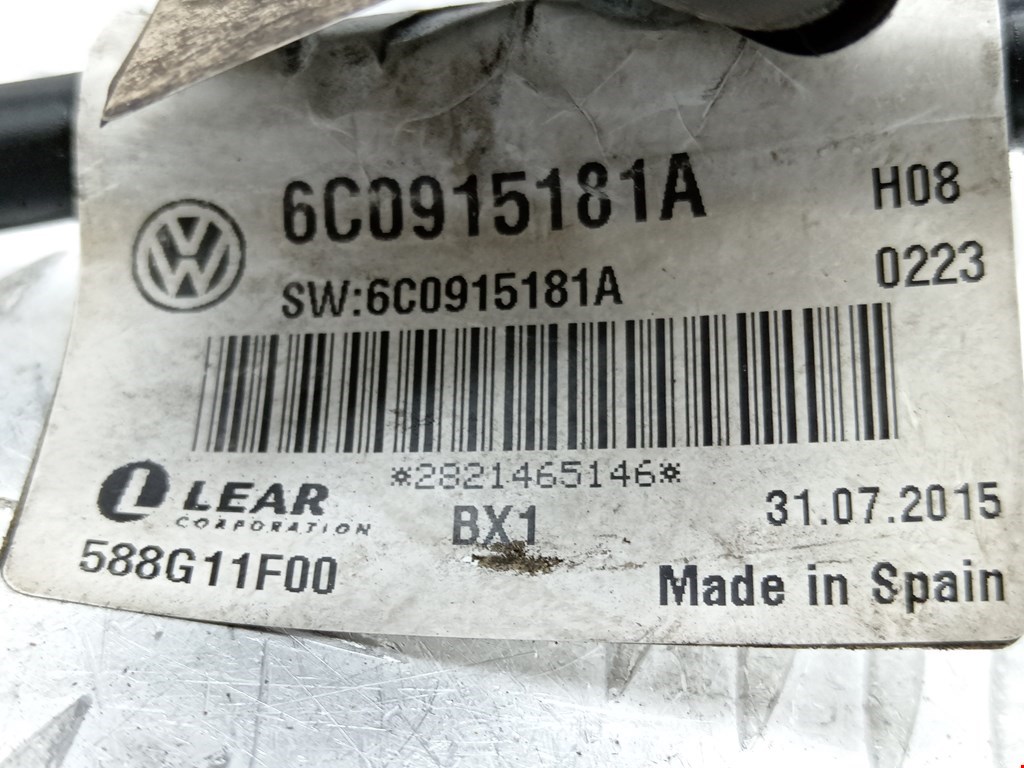 6C0915181A
H08
SW:6C0915181A
0223
*2821465146*
LEAR
CORPORATION
BX1
31.07.2015
588G11F00
Made in Spain